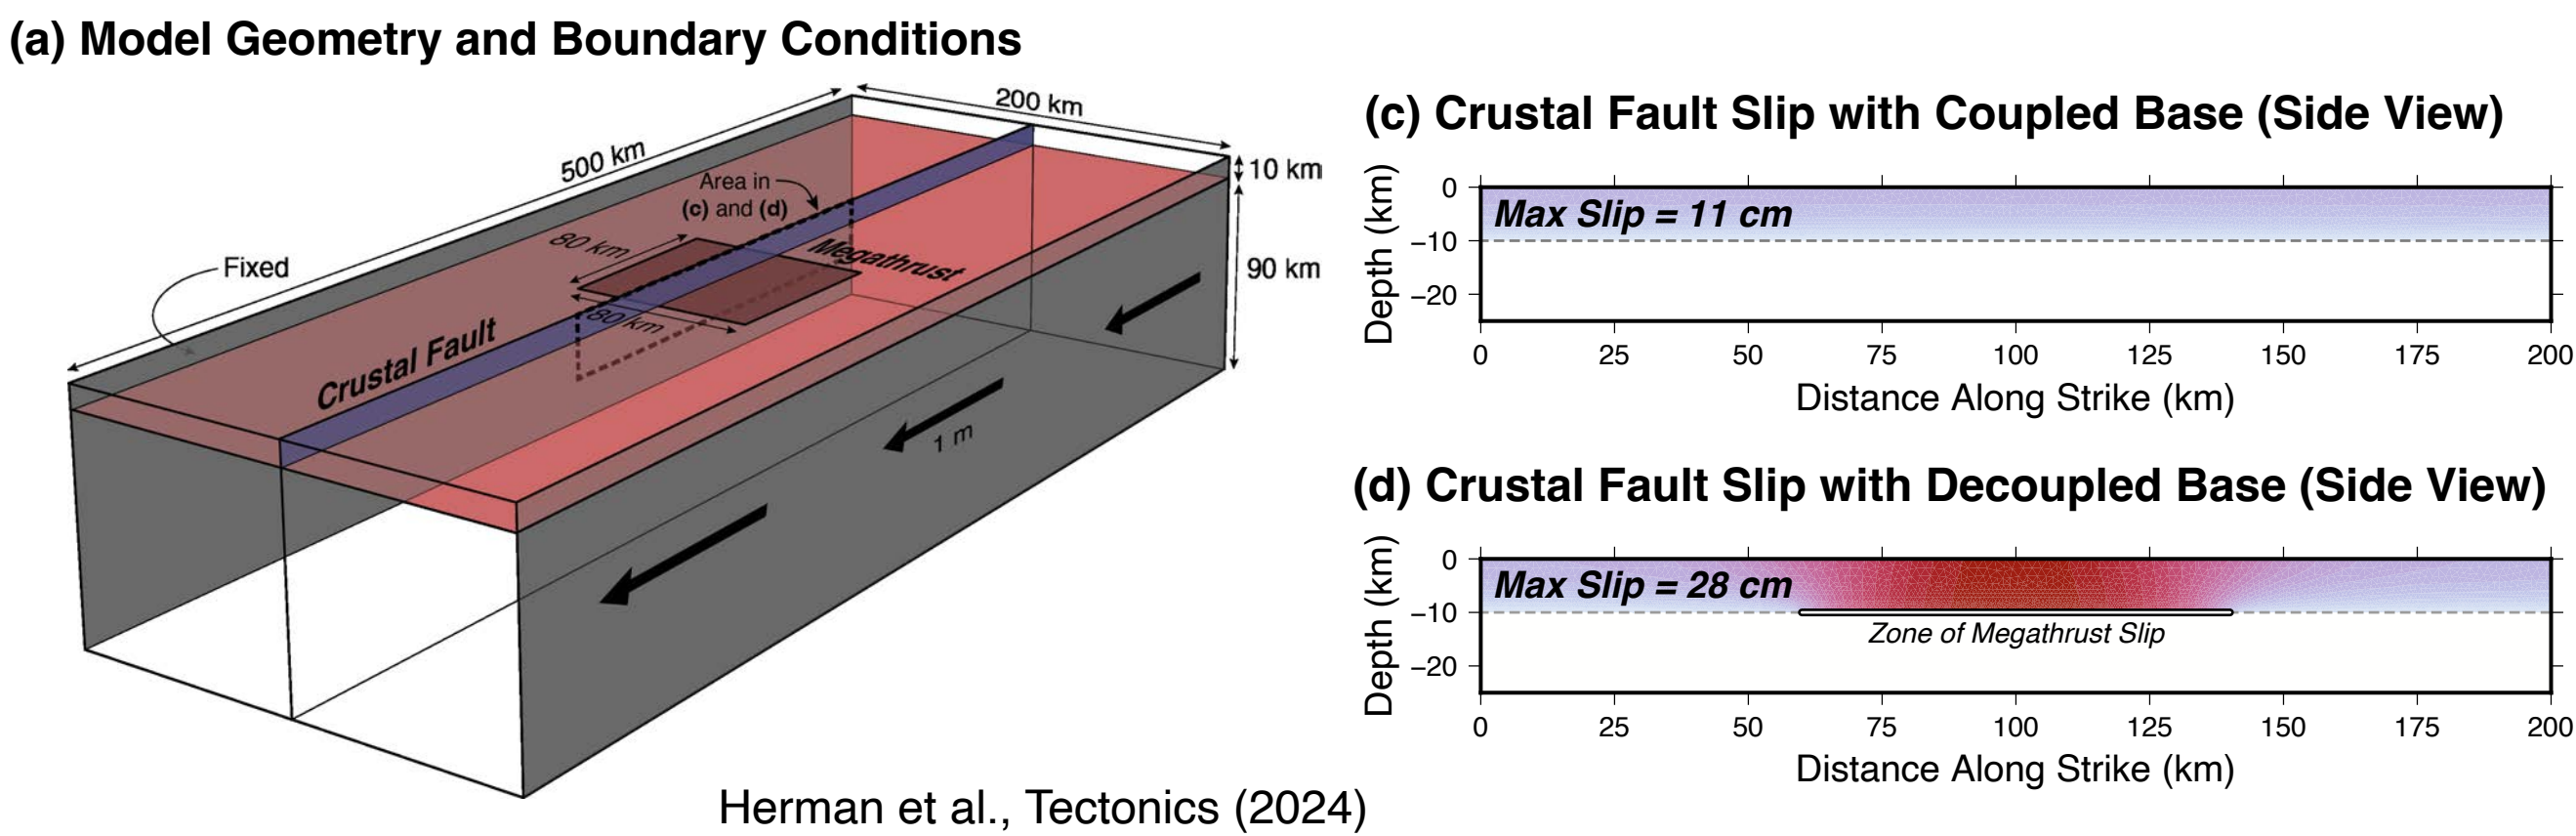 (a) Model Geometry and Boundary Conditions
200 km
500 km
10 km
90 km
Area in
(c) and (d)
80 km
80 km
Fixed
Megathrust
Crustal Fault
1 m
Herman et al., Tectonics (2024)
(c) Crustal Fault Slip with Coupled Base (Side View)
Max Slip = 11 cm
Depth (km)
0
−10
−20
0 25 50 75 100 125 150 175 200
Distance Along Strike (km)
(d) Crustal Fault Slip with Decoupled Base (Side View)
Max Slip = 28 cm
Zone of Megathrust Slip
Depth (km)
0
−10
−20
0 25 50 75 100 125 150 175 200
Distance Along Strike (km)